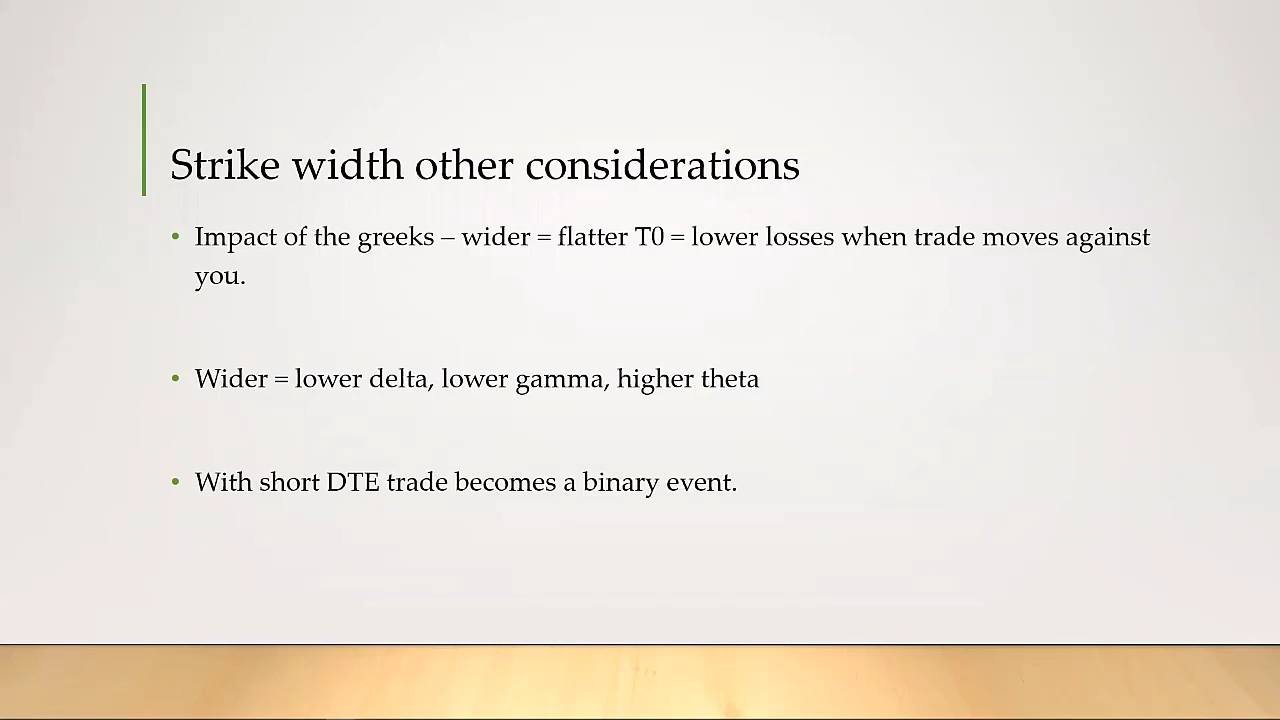 Strike width other considerations
• Impact of the greeks – wider = flatter T0 = lower losses when trade moves against
you.
• Wider = lower delta, lower gamma, higher theta
• With short DTE trade becomes a binary event.